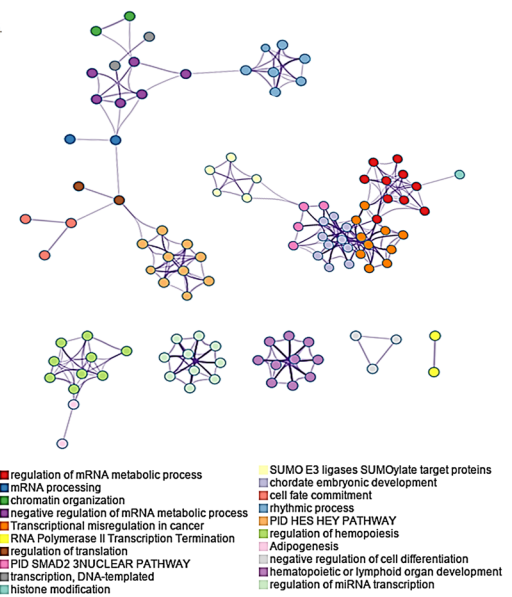 regulation of mRNA metabolic process
mRNA processing
chromatin organization
negative regulation of mRNA metabolic process
Transcriptional misregulation in cancer
RNA Polymerase II Transcription Termination
regulation of translation
PID SMAD2 3NUCLEAR PATHWAY
transcription, DNA-templated
histone modification
SUMO E3 ligases SUMOylate target proteins
chordate embryonic development
cell fate commitment
rhythmic process
PID HES HEY PATHWAY
regulation of hemopoiesis
Adipogenesis
negative regulation of cell differentiation
hematopoietic or lymphoid organ development
regulation of miRNA transcription